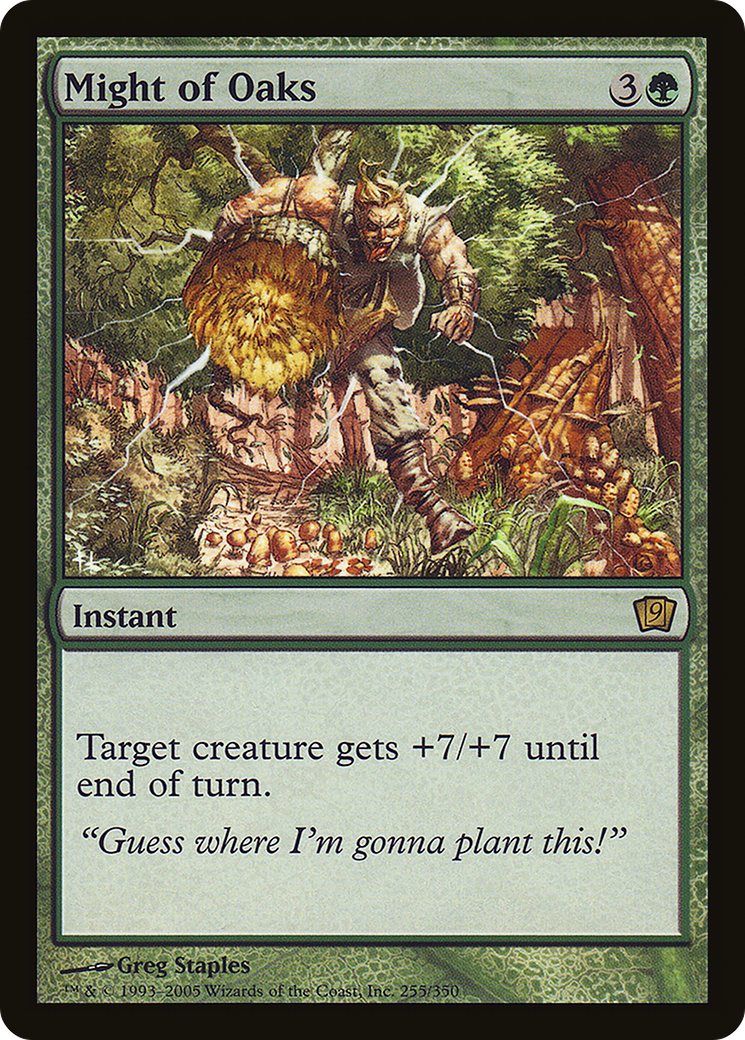 Might of Oaks 3
Instant 9
Target creature gets +7/+7 until
end of turn.
“Guess where I’m gonna plant this!”
Greg Staples
™ & © 1993–2005 Wizards of the Coast, Inc. 255/350